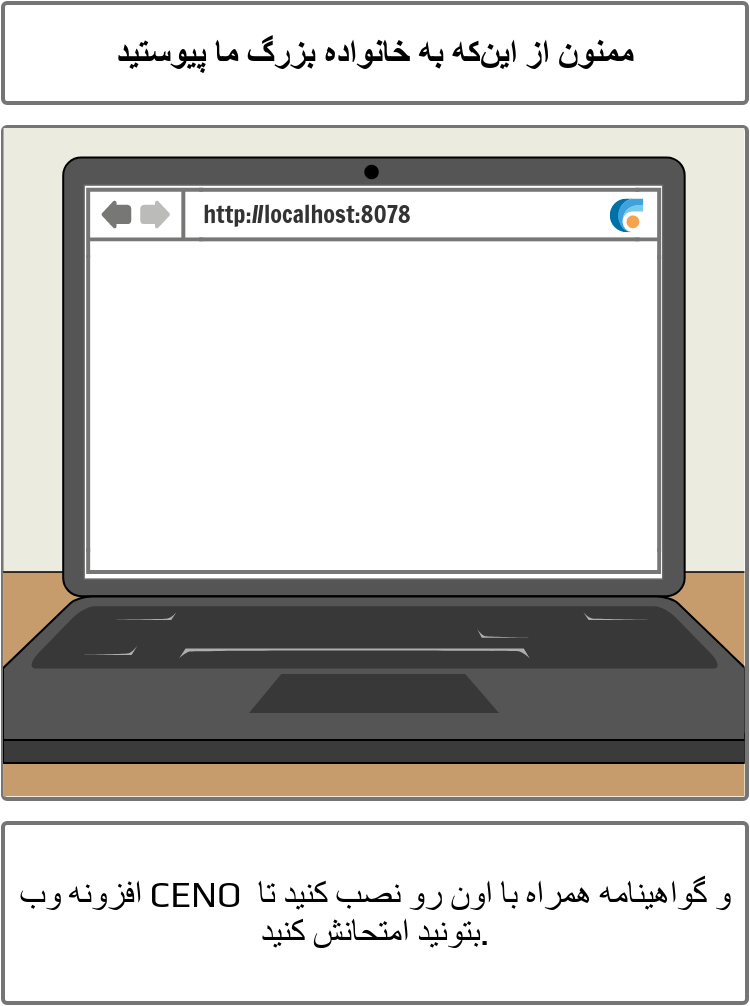 ممنون از این‌که به خانواده بزرگ ما پیوستید
http://localhost:8078
افزونه وب CENO و گواهینامه همراه با اون رو نصب کنید تا
بتونید امتحانش کنید.